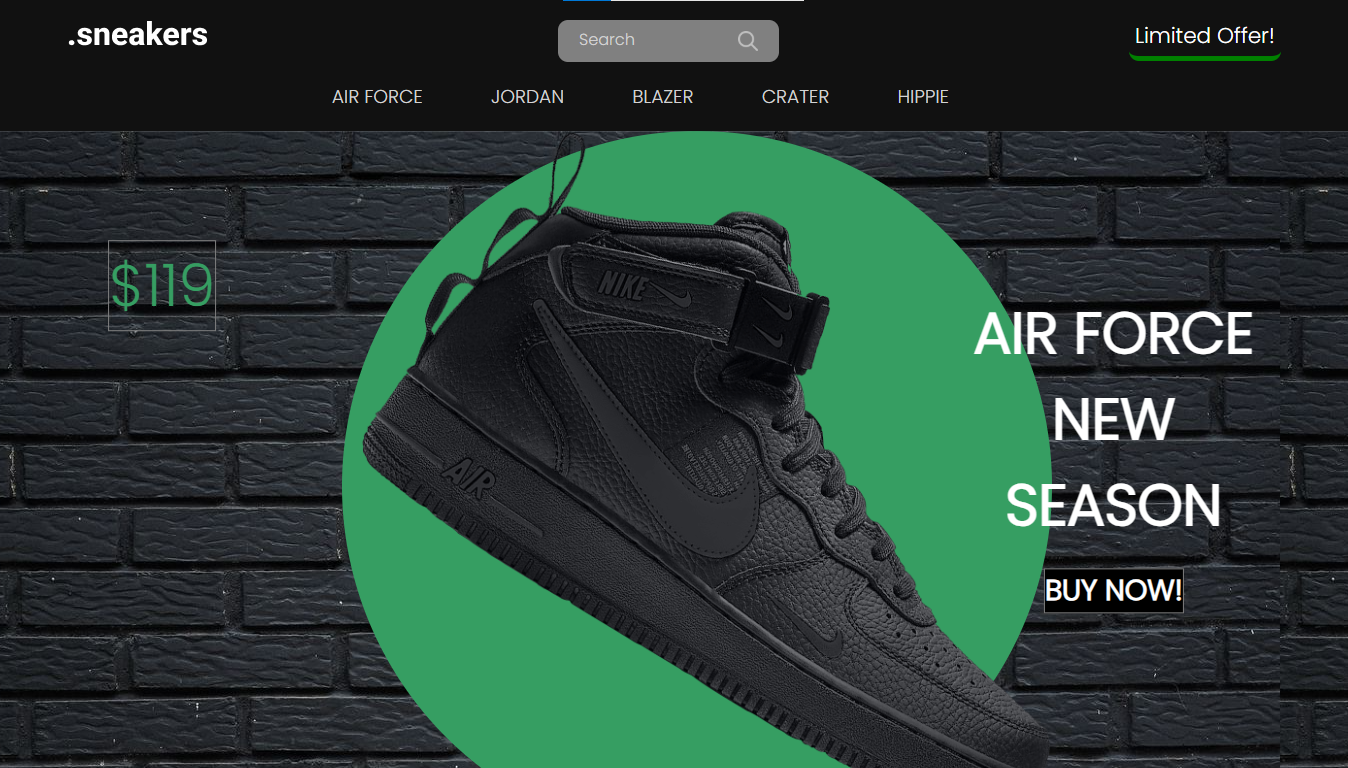 .sneakers
Search
Limited Offer!
AIR FORCE
JORDAN
BLAZER
CRATER
HIPPIE
$119
NIKE
AIR
AIR FORCE
NEW
SEASON
BUY NOW!